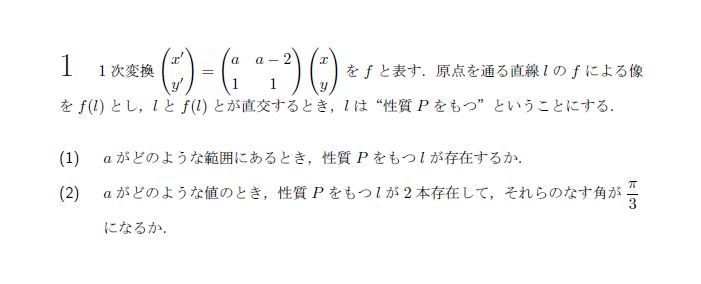 1 1次変換 $\begin{pmatrix} x' \\ y' \end{pmatrix} = \begin{pmatrix} a & a-2 \\ 1 & 1 \end{pmatrix} \begin{pmatrix} x \\ y \end{pmatrix}$ を f と表す．原点を通る直線 l の f による像
を f(l) とし，l と f(l) とが直交するとき，l は“性質 P をもつ”ということにする．
(1) a がどのような範囲にあるとき，性質 P をもつ l が存在するか．
(2) a がどのような値のとき，性質 P をもつ l が 2 本存在して，それらのなす角が $\frac{\pi}{3}$
になるか．